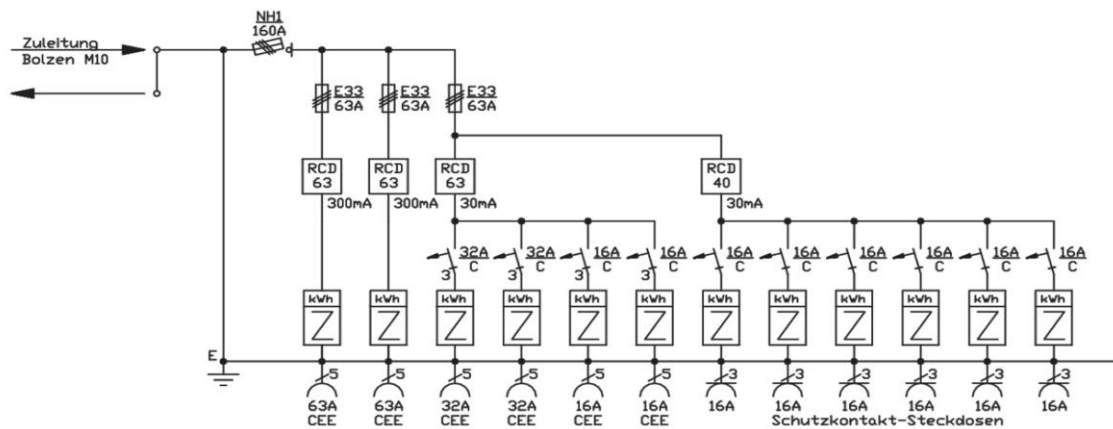 NH1
160A
Zuleitung
Bolzen M10
E33
63A
E33
63A
E33
63A
RCD
63
300mA
RCD
63
300mA
RCD
63
30mA
RCD
40
30mA
32A
C
3
32A
C
3
16A
C
3
16A
C
3
16A
C
16A
C
16A
C
16A
C
16A
C
16A
C
kWh
Z
kWh
Z
kWh
Z
kWh
Z
kWh
Z
kWh
Z
kWh
Z
kWh
Z
kWh
Z
kWh
Z
kWh
Z
kWh
Z
E
5 5 5 5 5 5 3 3 3 3 3 3
63A
CEE
63A
CEE
32A
CEE
32A
CEE
16A
CEE
16A
CEE
16A 16A 16A 16A 16A 16A
Schutzkontakt-Steckdosen